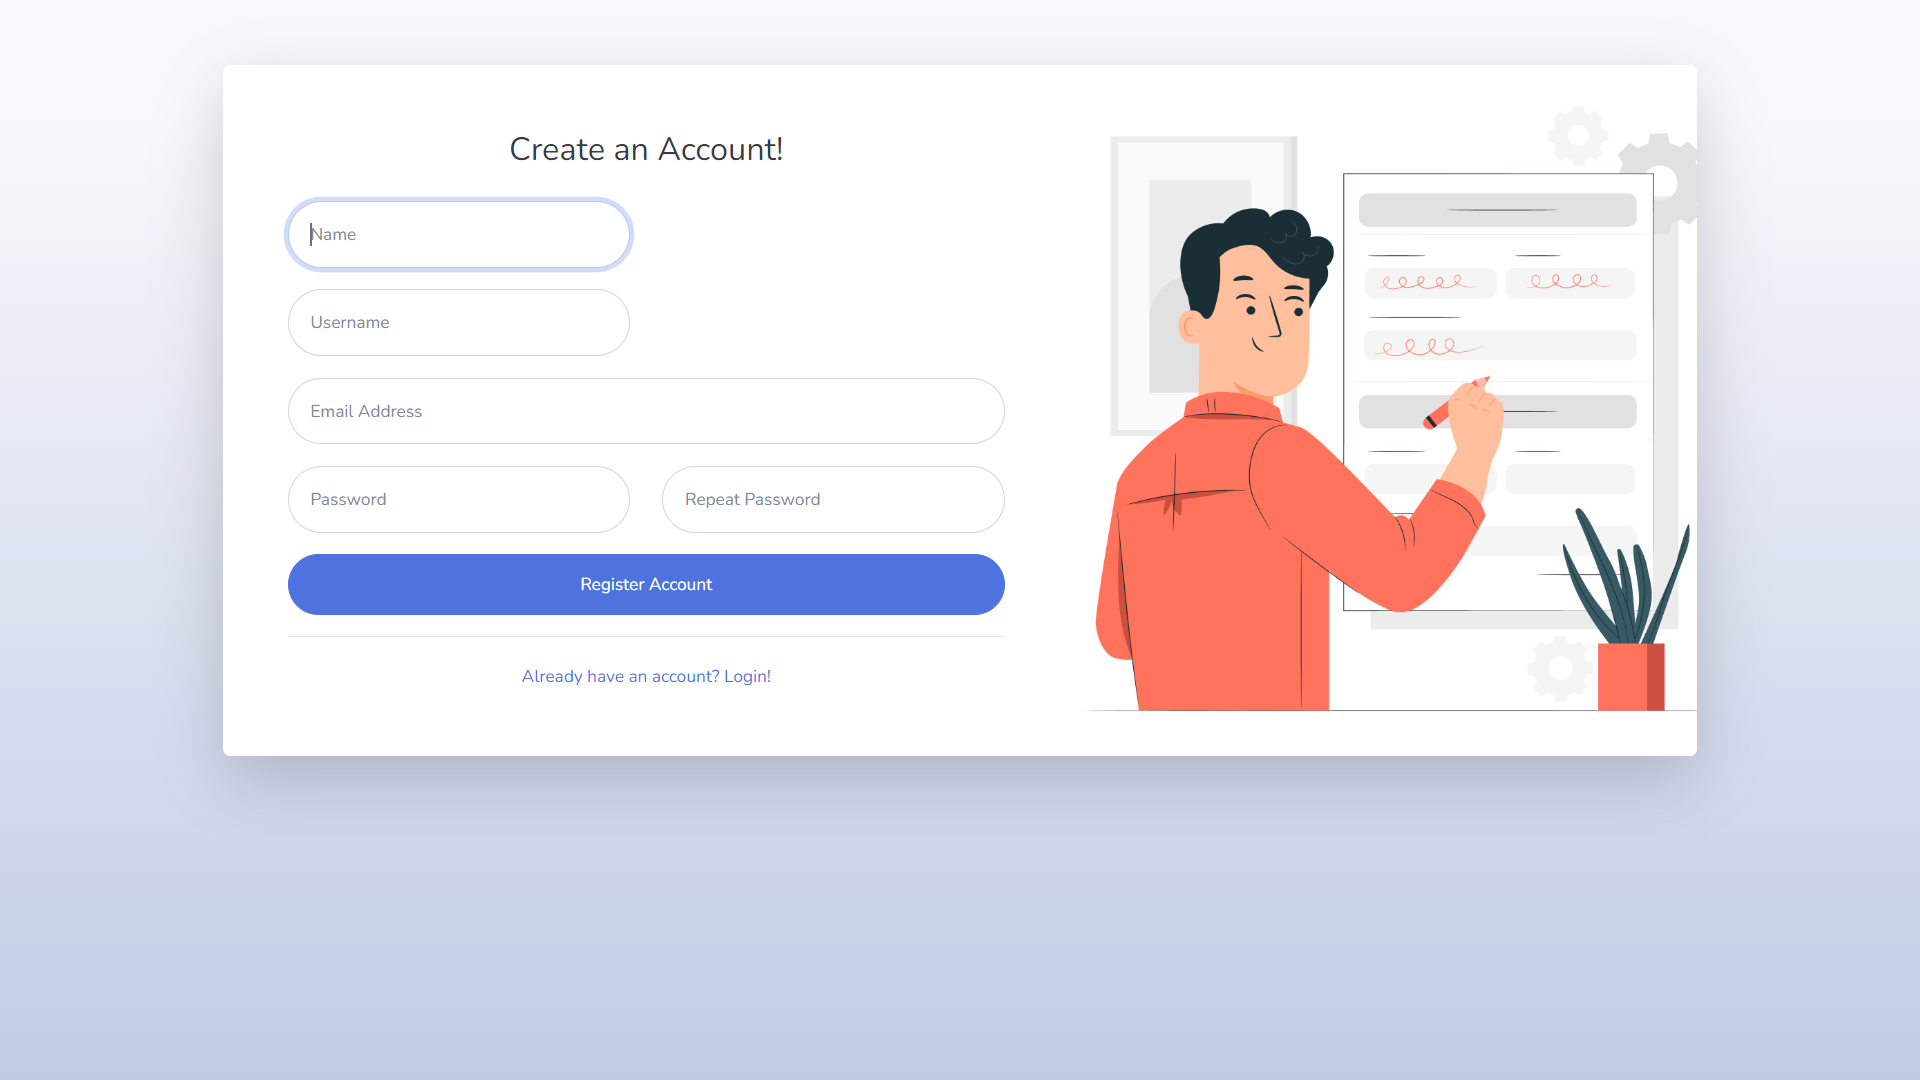 Create an Account!
Name
Username
Email Address
Password
Repeat Password
Register Account
Already have an account? Login!